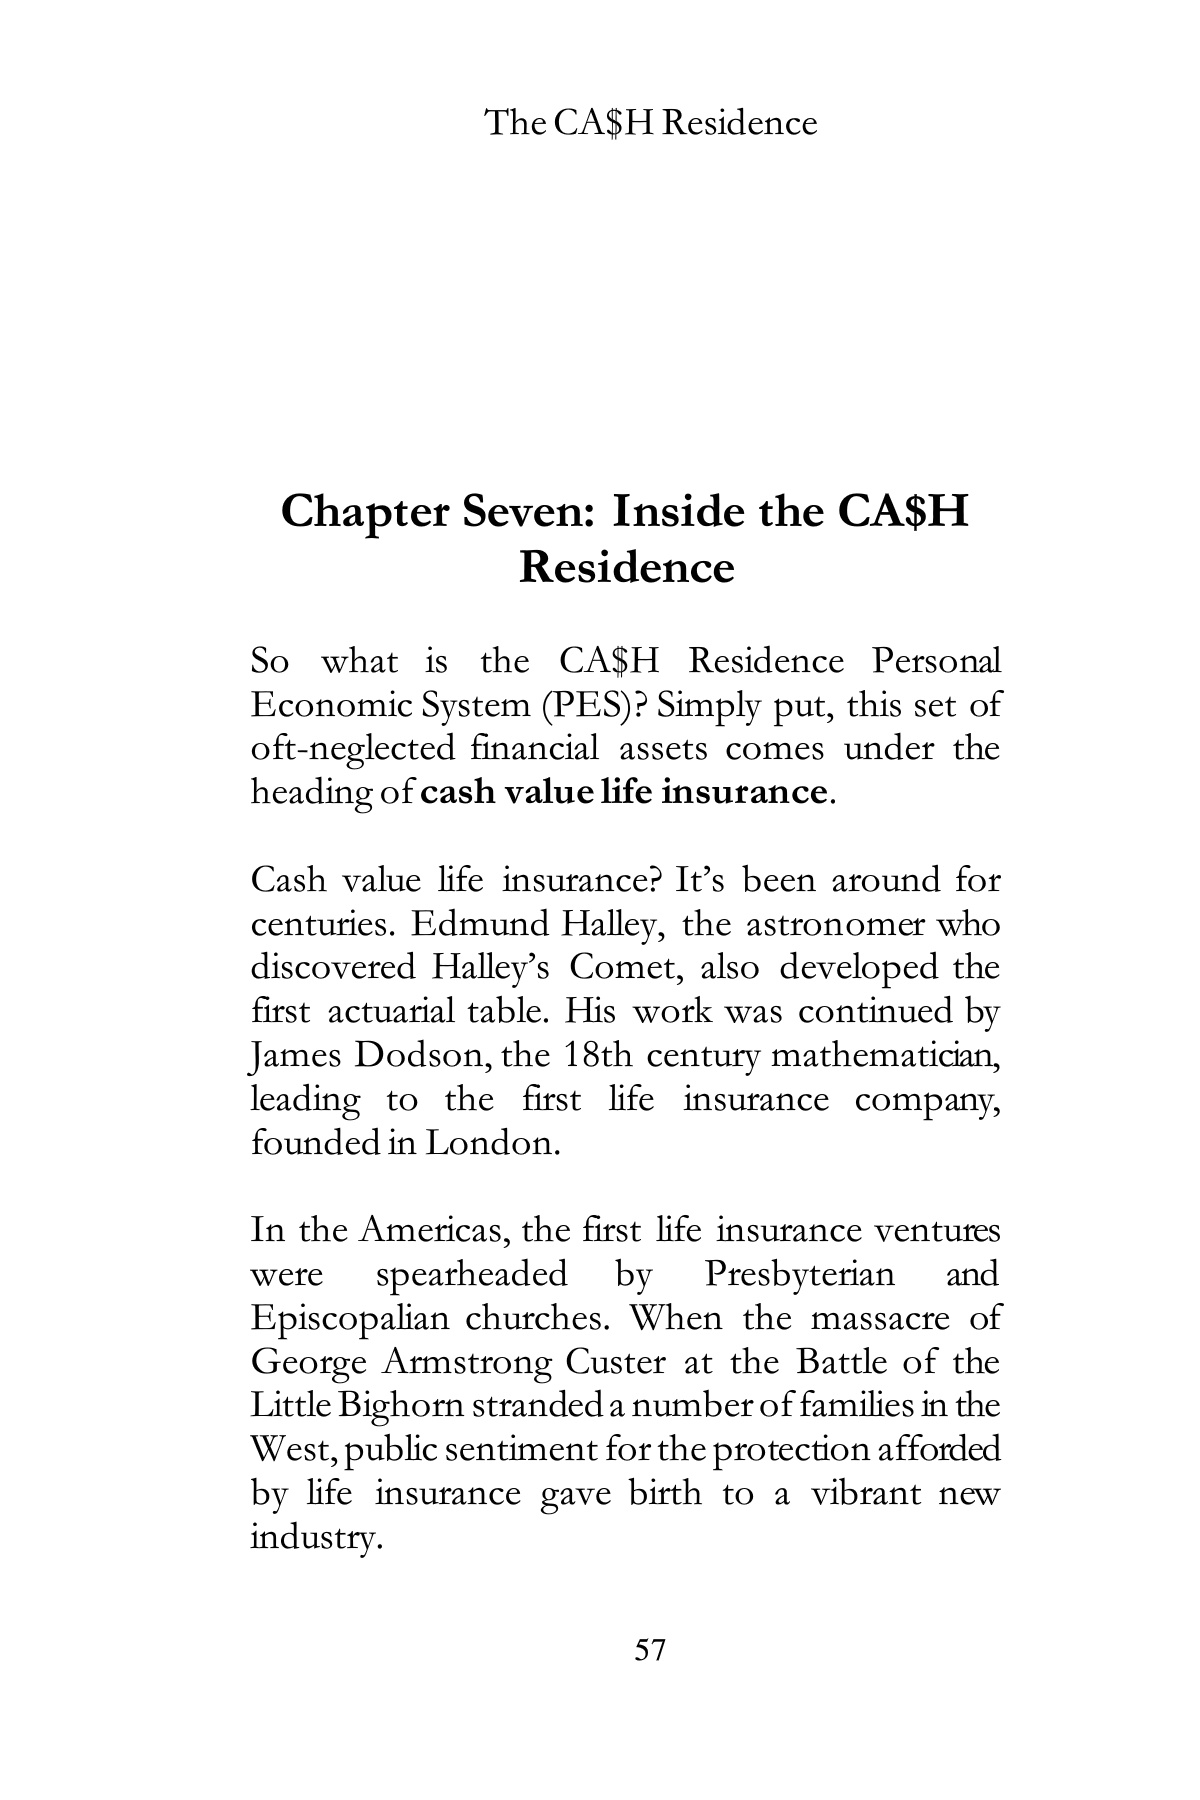 The CA$H Residence
Chapter Seven: Inside the CA$H
Residence
So what is the CA$H Residence Personal
Economic System (PES)? Simply put, this set of
oft-neglected financial assets comes under the
heading of cash value life insurance.
Cash value life insurance? It’s been around for
centuries. Edmund Halley, the astronomer who
discovered Halley’s Comet, also developed the
first actuarial table. His work was continued by
James Dodson, the 18th century mathematician,
leading to the first life insurance company,
founded in London.
In the Americas, the first life insurance ventures
were spearheaded by Presbyterian and
Episcopalian churches. When the massacre of
George Armstrong Custer at the Battle of the
Little Bighorn stranded a number of families in the
West, public sentiment for the protection afforded
by life insurance gave birth to a vibrant new
industry.
57